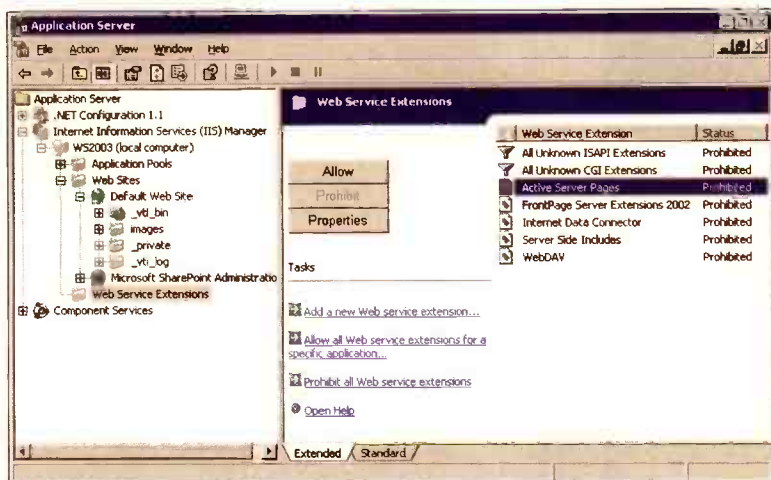 Application Server
File Action View Window Help
Application Server
.NET Configuration 1.1
Internet Information Services (IIS) Manager
WS2003 (local computer)
Application Pools
Web Sites
Default Web Site
_vti_bin
images
_private
_vti_log
Microsoft SharePoint Administratio
Web Service Extensions
Component Services
Web Service Extensions
Allow
Prohibit
Properties
Tasks
Add a new Web service extension...
Allow all Web service extensions for a
specific application...
Prohibit all Web service extensions
Open Help
Web Service Extension Status
All Unknown ISAPI Extensions Prohibited
All Unknown CGI Extensions Prohibited
Active Server Pages Prohibited
FrontPage Server Extensions 2002 Prohibited
Internet Data Connector Prohibited
Server Side Includes Prohibited
WebDAV Prohibited
Extended Standard